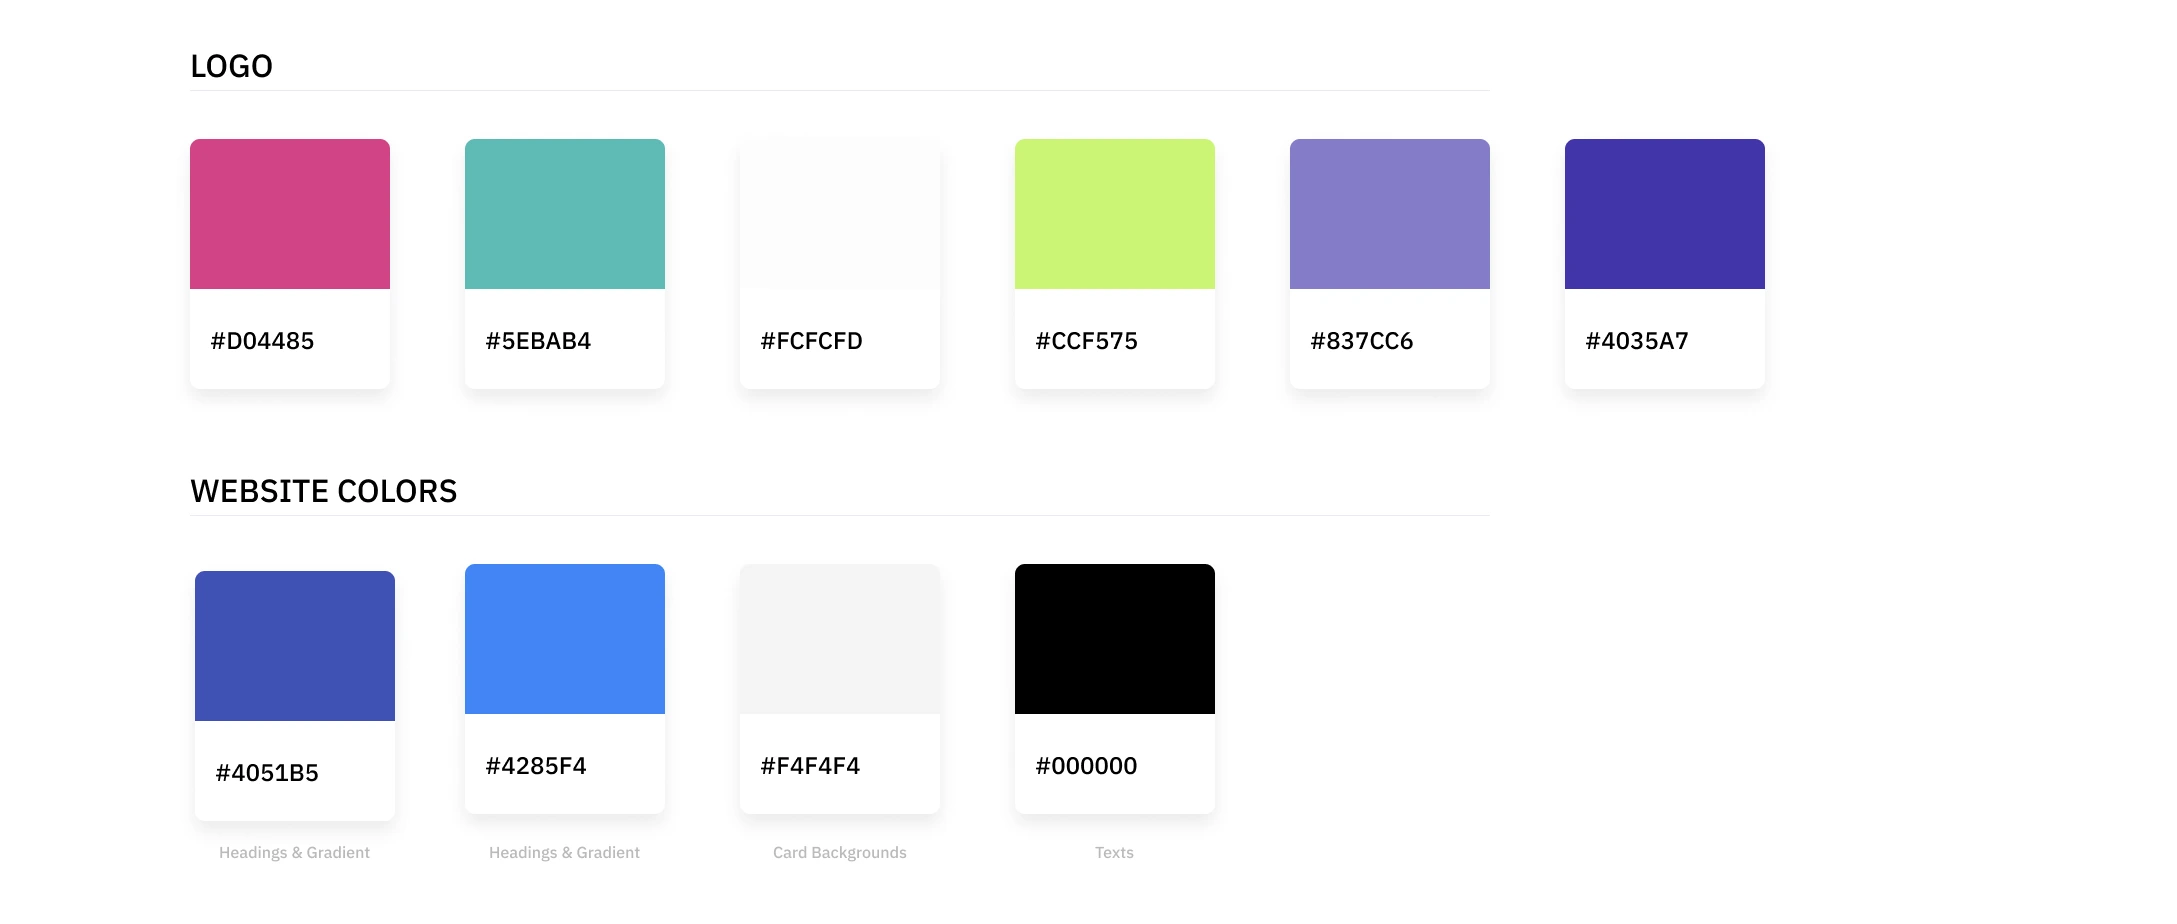 LOGO
#D04485
#5EBAB4
#FCFCFD
#CCF575
#837CC6
#4035A7
WEBSITE COLORS
#4051B5
#4285F4
#F4F4F4
#000000
Headings & Gradient
Headings & Gradient
Card Backgrounds
Texts